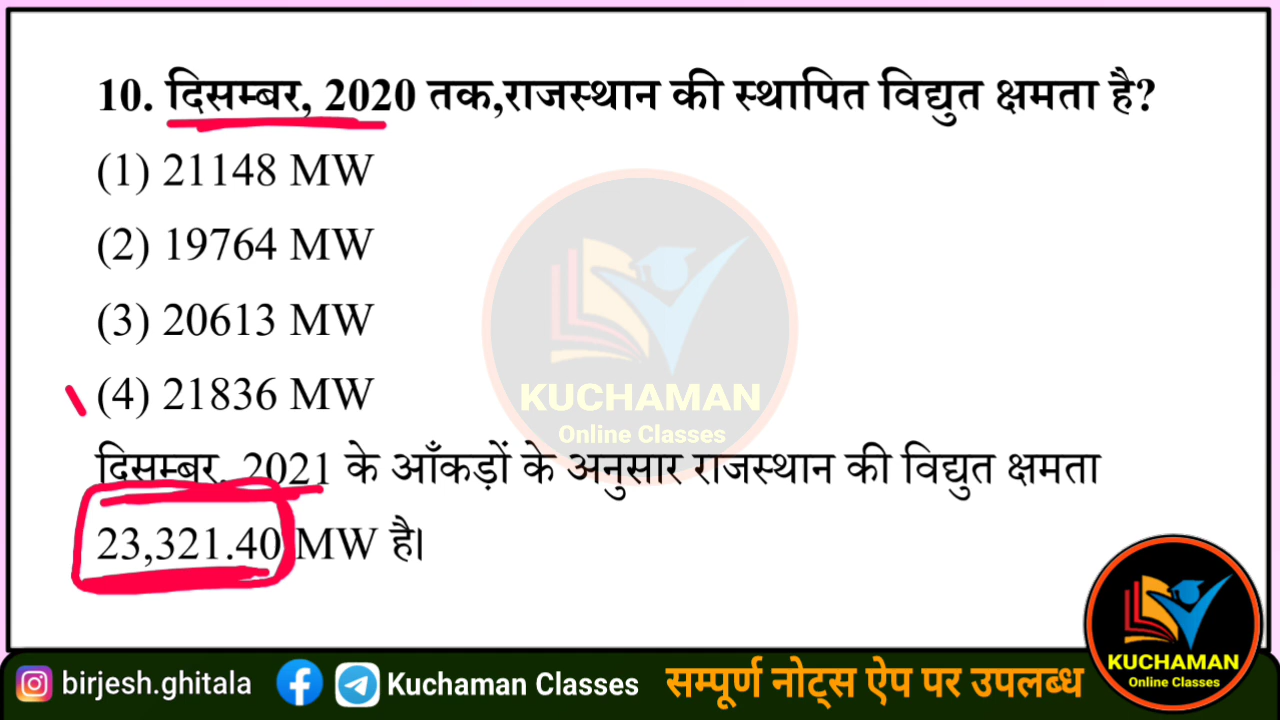 10. दिसम्बर, 2020 तक,राजस्थान की स्थापित विद्युत क्षमता है?
(1) 21148 MW
(2) 19764 MW
(3) 20613 MW
(4) 21836 MW
दिसम्बर, 2021 के आँकड़ों के अनुसार राजस्थान की विद्युत क्षमता
23,321.40 MW है।
KUCHAMAN
Online Classes
birjesh.ghitala
Kuchaman Classes
सम्पूर्ण नोट्स ऐप पर उपलब्ध
KUCHAMAN
Online Classes